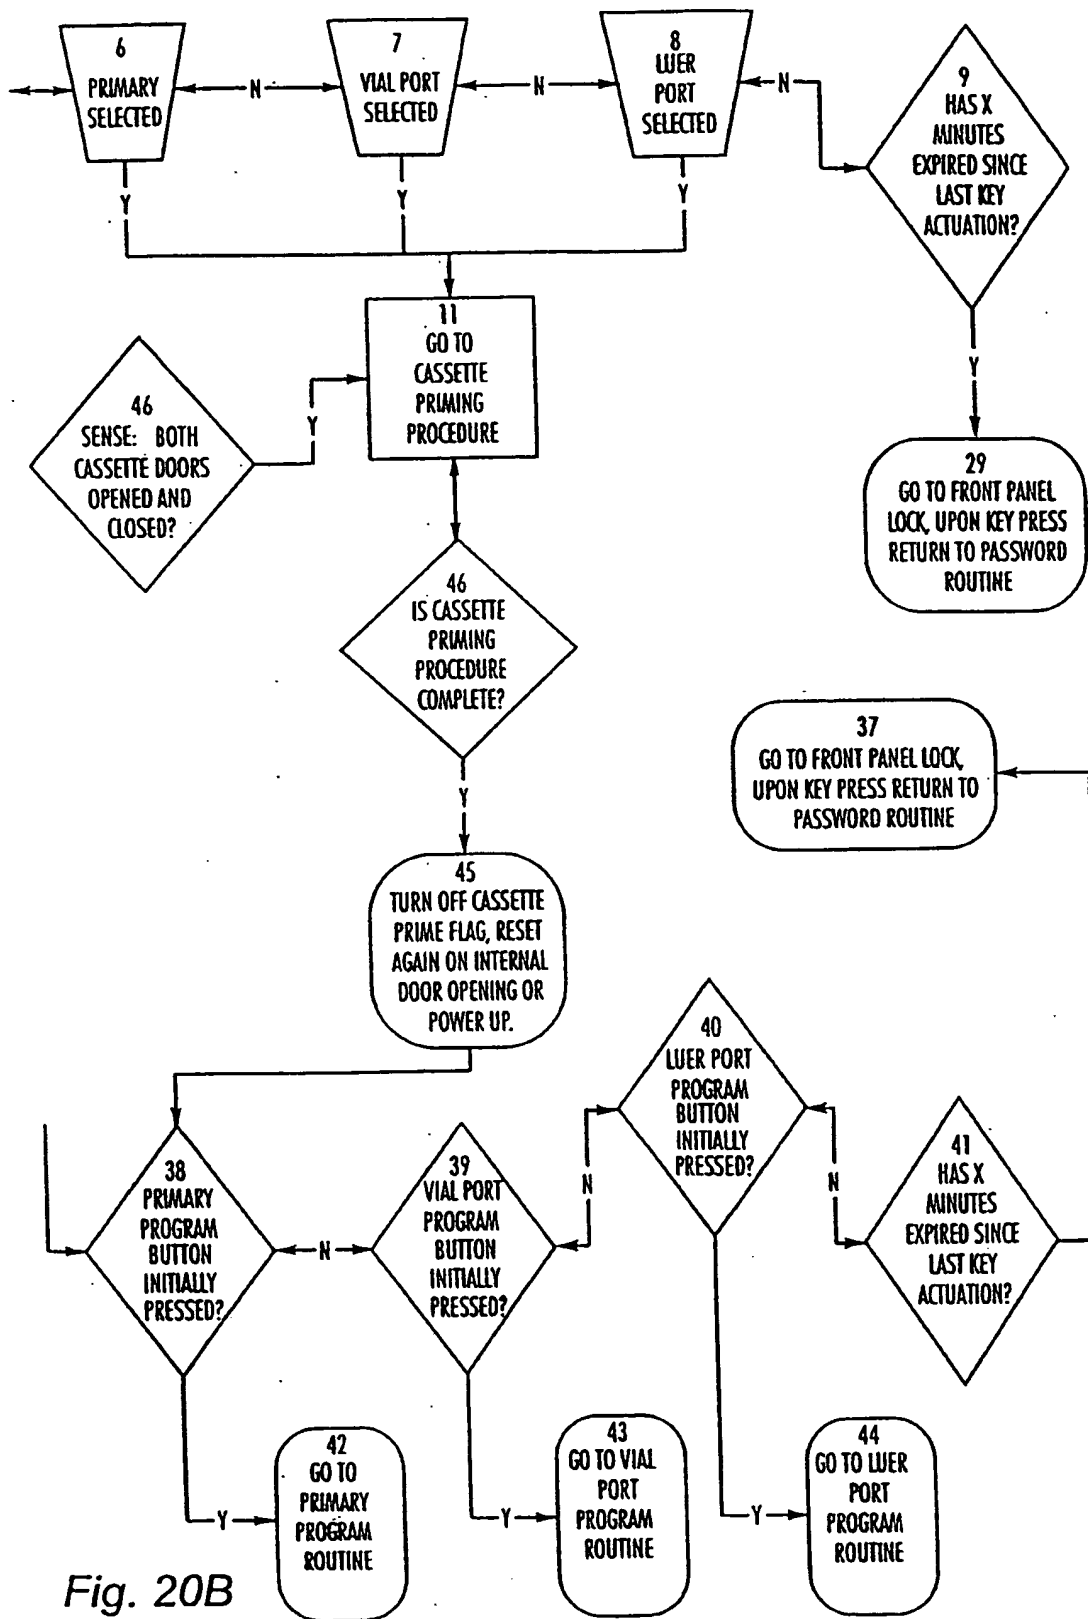 6
PRIMARY
SELECTED
N
7
VIAL PORT
SELECTED
N
8
LUER
PORT
SELECTED
N
9
HAS X
MINUTES
EXPIRED SINCE
LAST KEY
ACTUATION?
Y
Y
Y
11
GO TO
CASSETTE
PRIMING
PROCEDURE
46
SENSE: BOTH
CASSETTE DOORS
OPENED AND
CLOSED?
Y
Y
29
GO TO FRONT PANEL
LOCK, UPON KEY PRESS
RETURN TO PASSWORD
ROUTINE
46
IS CASSETTE
PRIMING
PROCEDURE
COMPLETE?
Y
37
GO TO FRONT PANEL LOCK,
UPON KEY PRESS RETURN TO
PASSWORD ROUTINE
45
TURN OFF CASSETTE
PRIME FLAG, RESET
AGAIN ON INTERNAL
DOOR OPENING OR
POWER UP.
38
PRIMARY
PROGRAM
BUTTON
INITIALLY
PRESSED?
N
39
VIAL PORT
PROGRAM
BUTTON
INITIALLY
PRESSED?
N
40
LUER PORT
PROGRAM
BUTTON
INITIALLY
PRESSED?
N
41
HAS X
MINUTES
EXPIRED SINCE
LAST KEY
ACTUATION?
Y
42
GO TO
PRIMARY
PROGRAM
ROUTINE
Y
43
GO TO VIAL
PORT
PROGRAM
ROUTINE
Y
44
GO TO LUER
PORT
PROGRAM
ROUTINE
Fig. 20B